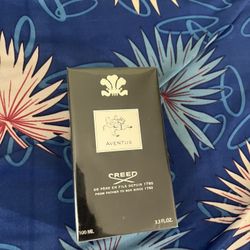 AVENTUS
CREED
DE PÈRE EN FILS DEPUIS 1760
FROM FATHER TO SON SINCE 1760
100 ML
3.3 FL.OZ.